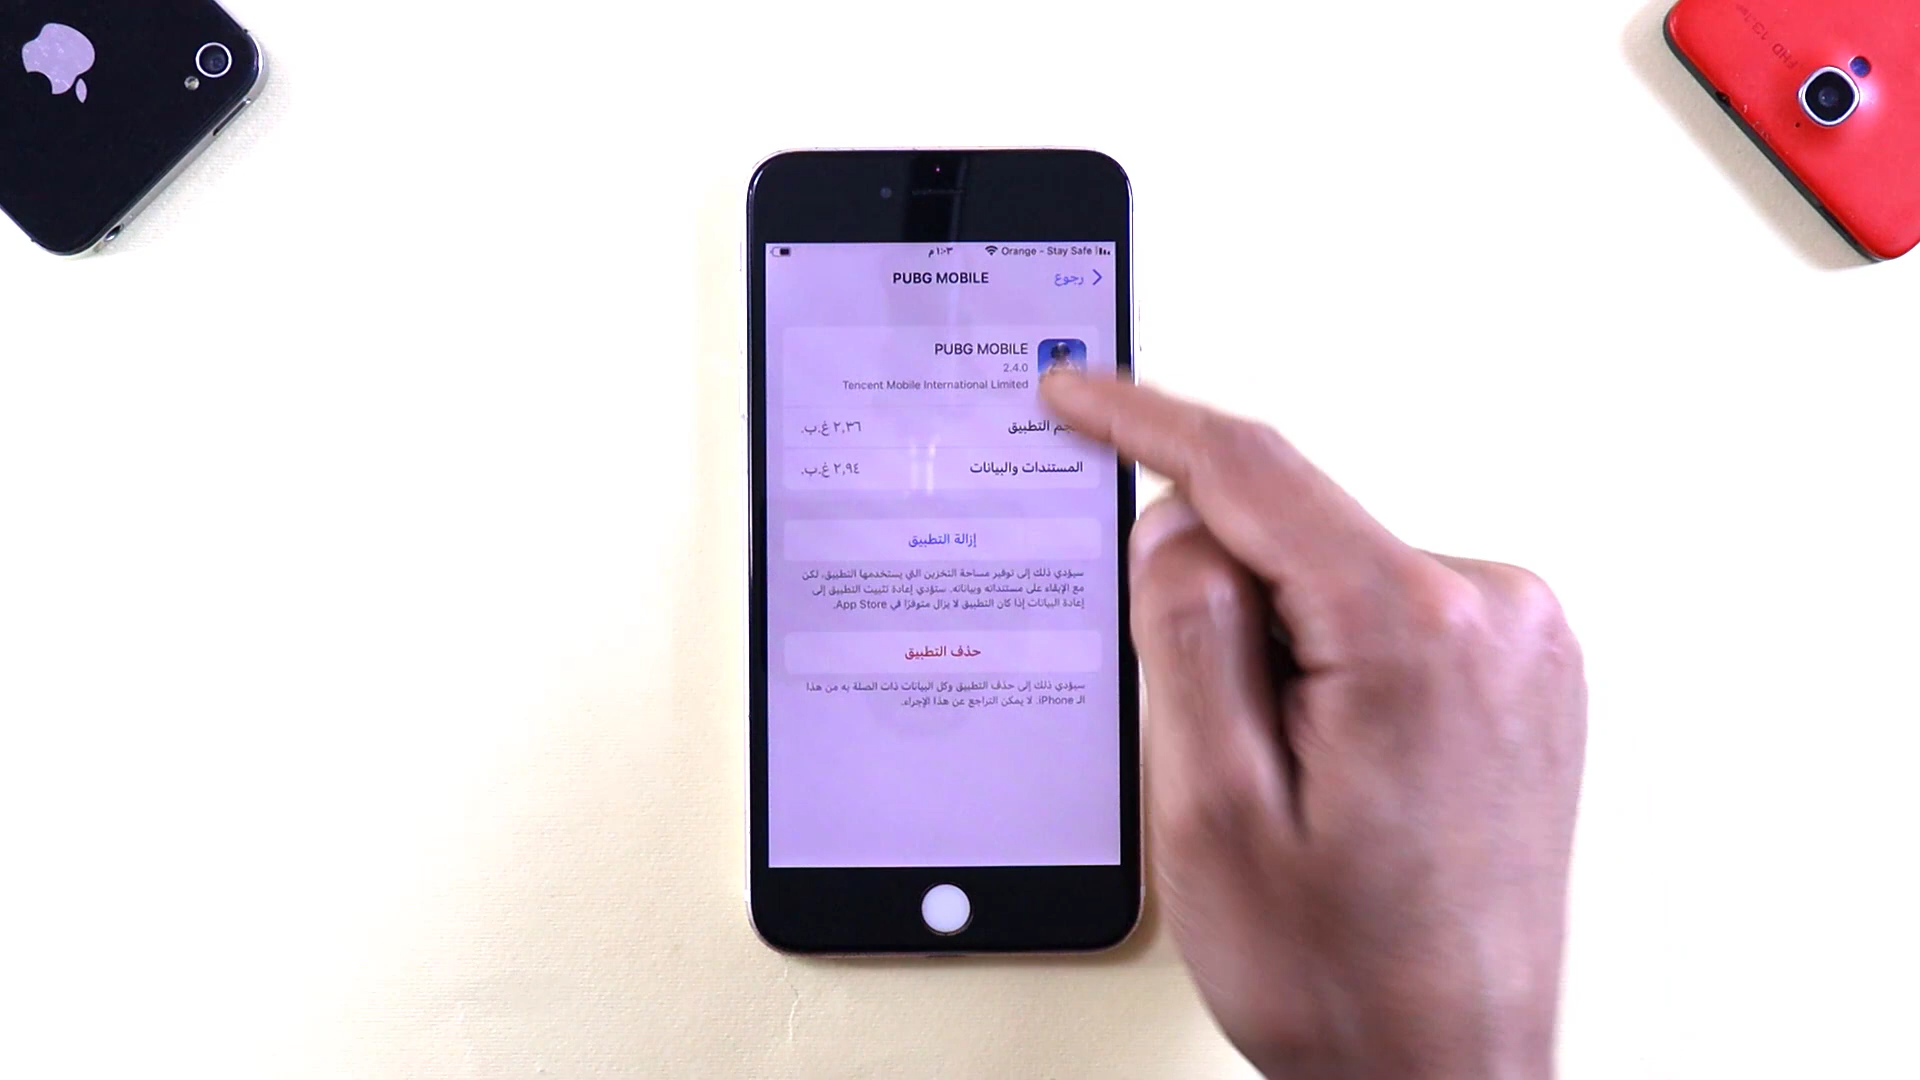 ١:٠٣ م
Orange - Stay Safe
PUBG MOBILE
رجوع
PUBG MOBILE
2.4.0
Tencent Mobile International Limited
حجم التطبيق ٢,٣٦ غ.ب.
المستندات والبيانات ٢,٩٤ غ.ب.
إزالة التطبيق
سيؤدي ذلك إلى توفير مساحة التخزين التي يستخدمها التطبيق، لكن
مع الإبقاء على مستنداته وبياناته. ستؤدي إعادة تثبيت التطبيق إلى
إعادة البيانات إذا كان التطبيق لا يزال متوفرًا في App Store.
حذف التطبيق
سيؤدي ذلك إلى حذف التطبيق وكل البيانات ذات الصلة به من هذا
الـ iPhone. لا يمكن التراجع عن هذا الإجراء.